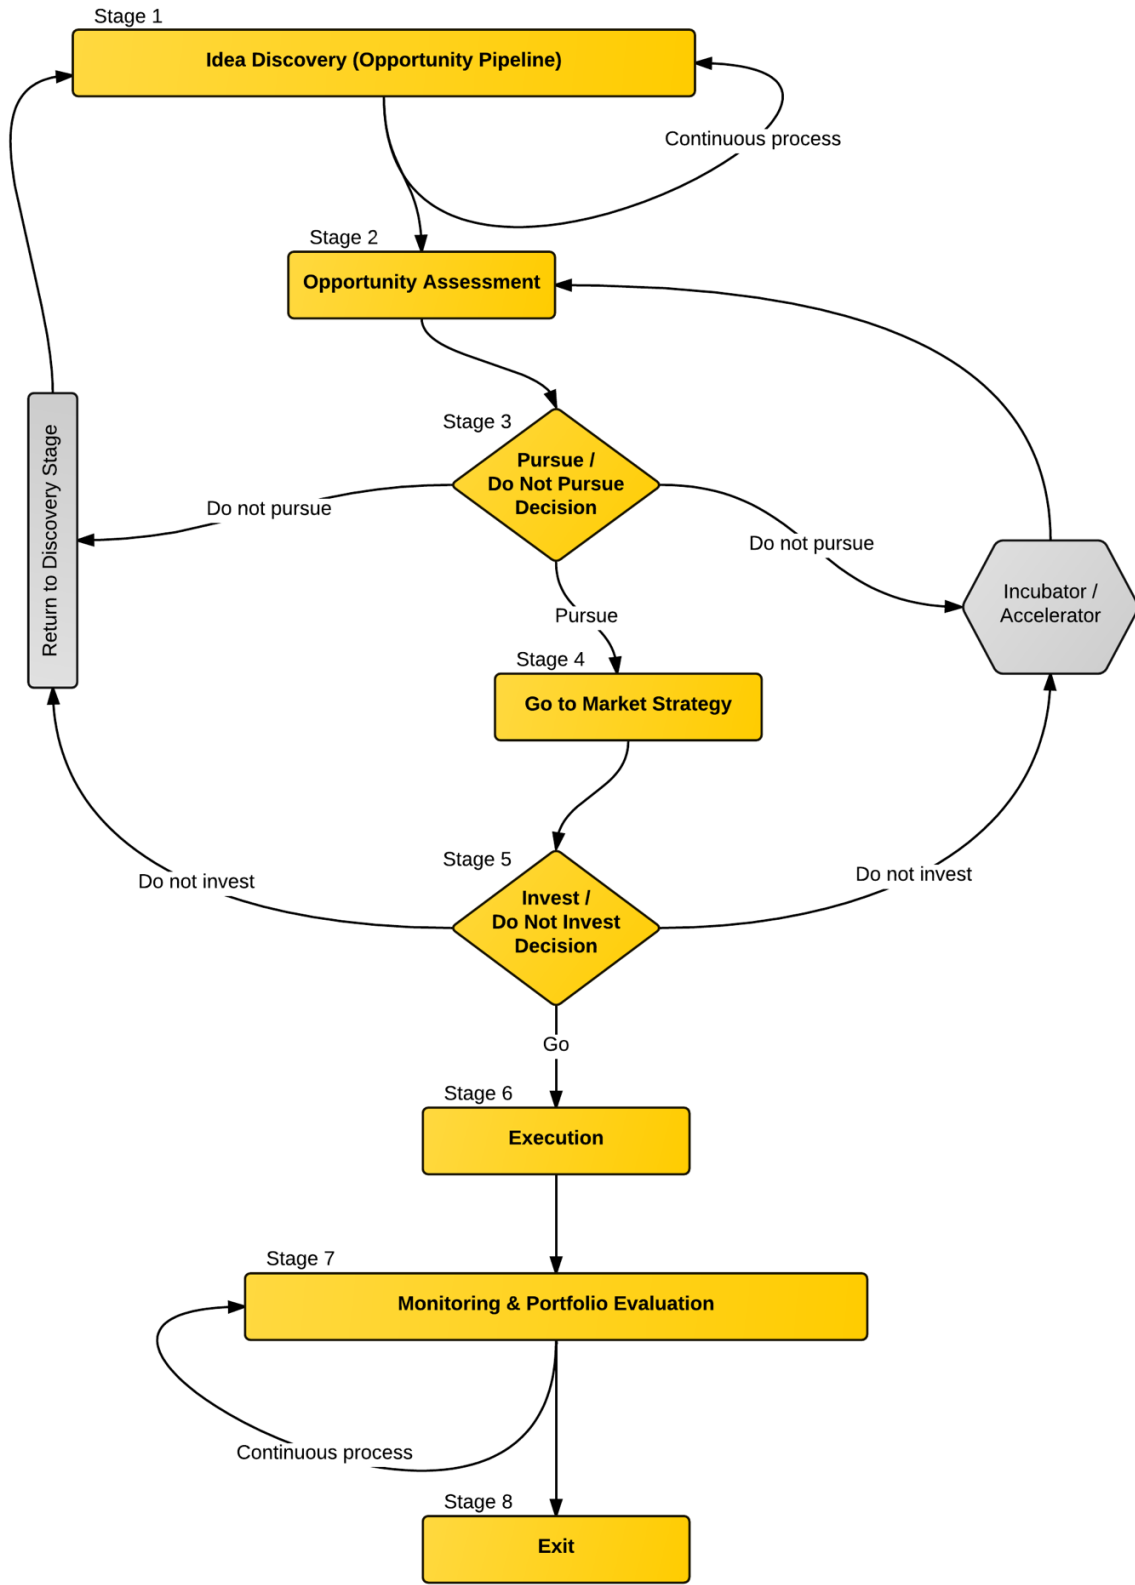 Stage 1
Idea Discovery (Opportunity Pipeline)
Continuous process
Stage 2
Opportunity Assessment
Stage 3
Pursue /
Do Not Pursue
Decision
Do not pursue
Do not pursue
Return to Discovery Stage
Incubator /
Accelerator
Pursue
Stage 4
Go to Market Strategy
Stage 5
Invest /
Do Not Invest
Decision
Do not invest
Do not invest
Go
Stage 6
Execution
Stage 7
Monitoring & Portfolio Evaluation
Continuous process
Stage 8
Exit